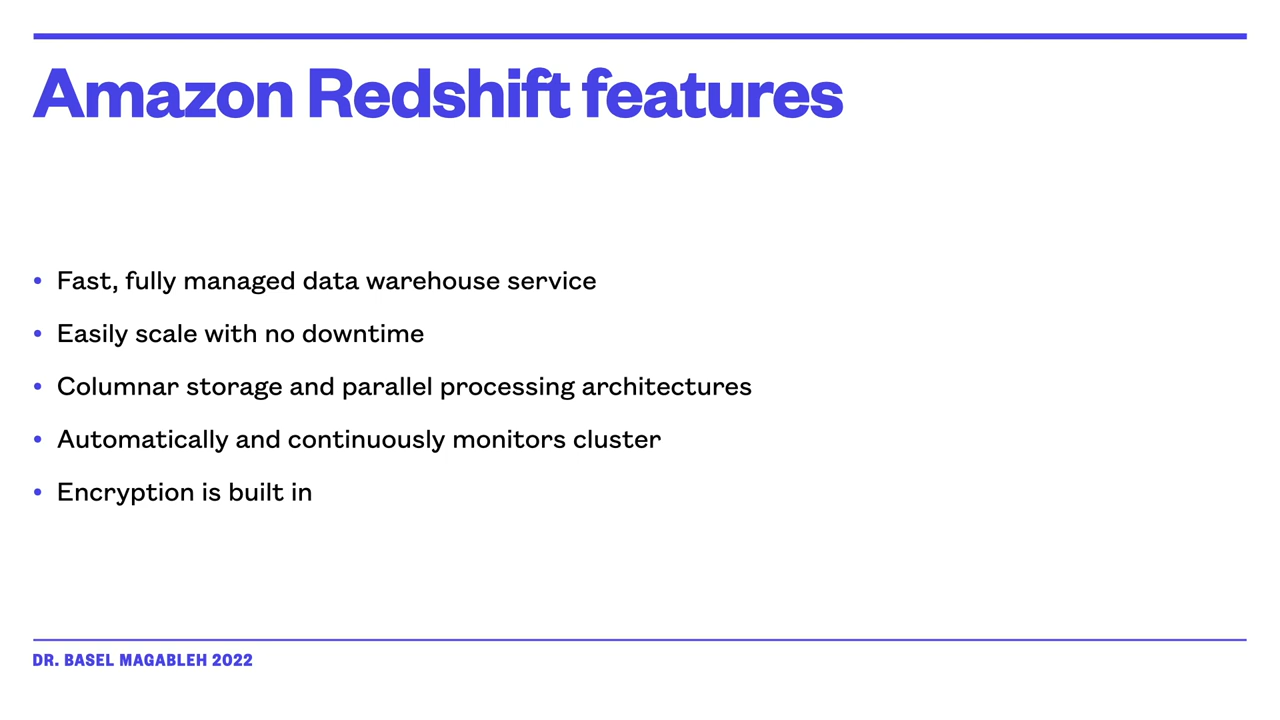 Amazon Redshift features
• Fast, fully managed data warehouse service
• Easily scale with no downtime
• Columnar storage and parallel processing architectures
• Automatically and continuously monitors cluster
• Encryption is built in
DR. BASEL MAGABLEH 2022